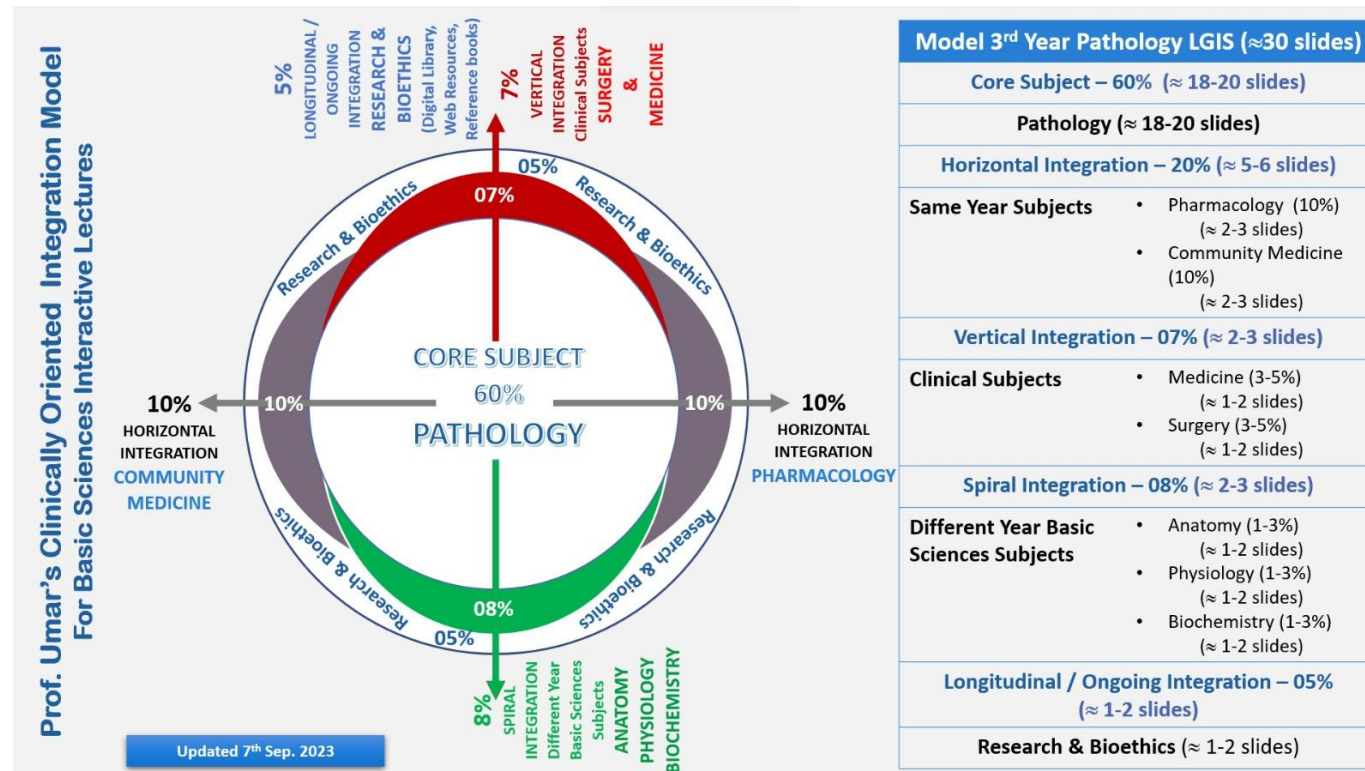 Prof. Umar's Clinically Oriented Integration Model
For Basic Sciences Interactive Lectures
5%
LONGITUDINAL /
ONGOING
INTEGRATION
RESEARCH &
BIOETHICS
(Digital Library,
Web Resources,
Reference books)
7%
VERTICAL
INTEGRATION
Clinical Subjects
SURGERY
&
MEDICINE
05%
07%
Research & Bioethics
Research & Bioethics
CORE SUBJECT
60%
PATHOLOGY
10%
HORIZONTAL
INTEGRATION
COMMUNITY
MEDICINE
10%
10%
10%
HORIZONTAL
INTEGRATION
PHARMACOLOGY
Research & Bioethics
Research & Bioethics
08%
05%
8%
SPIRAL
INTEGRATION
Different Year
Basic Sciences
Subjects
ANATOMY
PHYSIOLOGY
BIOCHEMISTRY
Updated 7th Sep. 2023
Model 3rd Year Pathology LGIS (≈30 slides)
Core Subject – 60% (≈ 18-20 slides)
Pathology (≈ 18-20 slides)
Horizontal Integration – 20% (≈ 5-6 slides)
Same Year Subjects
• Pharmacology (10%)
(≈ 2-3 slides)
• Community Medicine
(10%)
(≈ 2-3 slides)
Vertical Integration – 07% (≈ 2-3 slides)
Clinical Subjects
• Medicine (3-5%)
(≈ 1-2 slides)
• Surgery (3-5%)
(≈ 1-2 slides)
Spiral Integration – 08% (≈ 2-3 slides)
Different Year Basic
Sciences Subjects
• Anatomy (1-3%)
(≈ 1-2 slides)
• Physiology (1-3%)
(≈ 1-2 slides)
• Biochemistry (1-3%)
(≈ 1-2 slides)
Longitudinal / Ongoing Integration – 05%
(≈ 1-2 slides)
Research & Bioethics (≈ 1-2 slides)